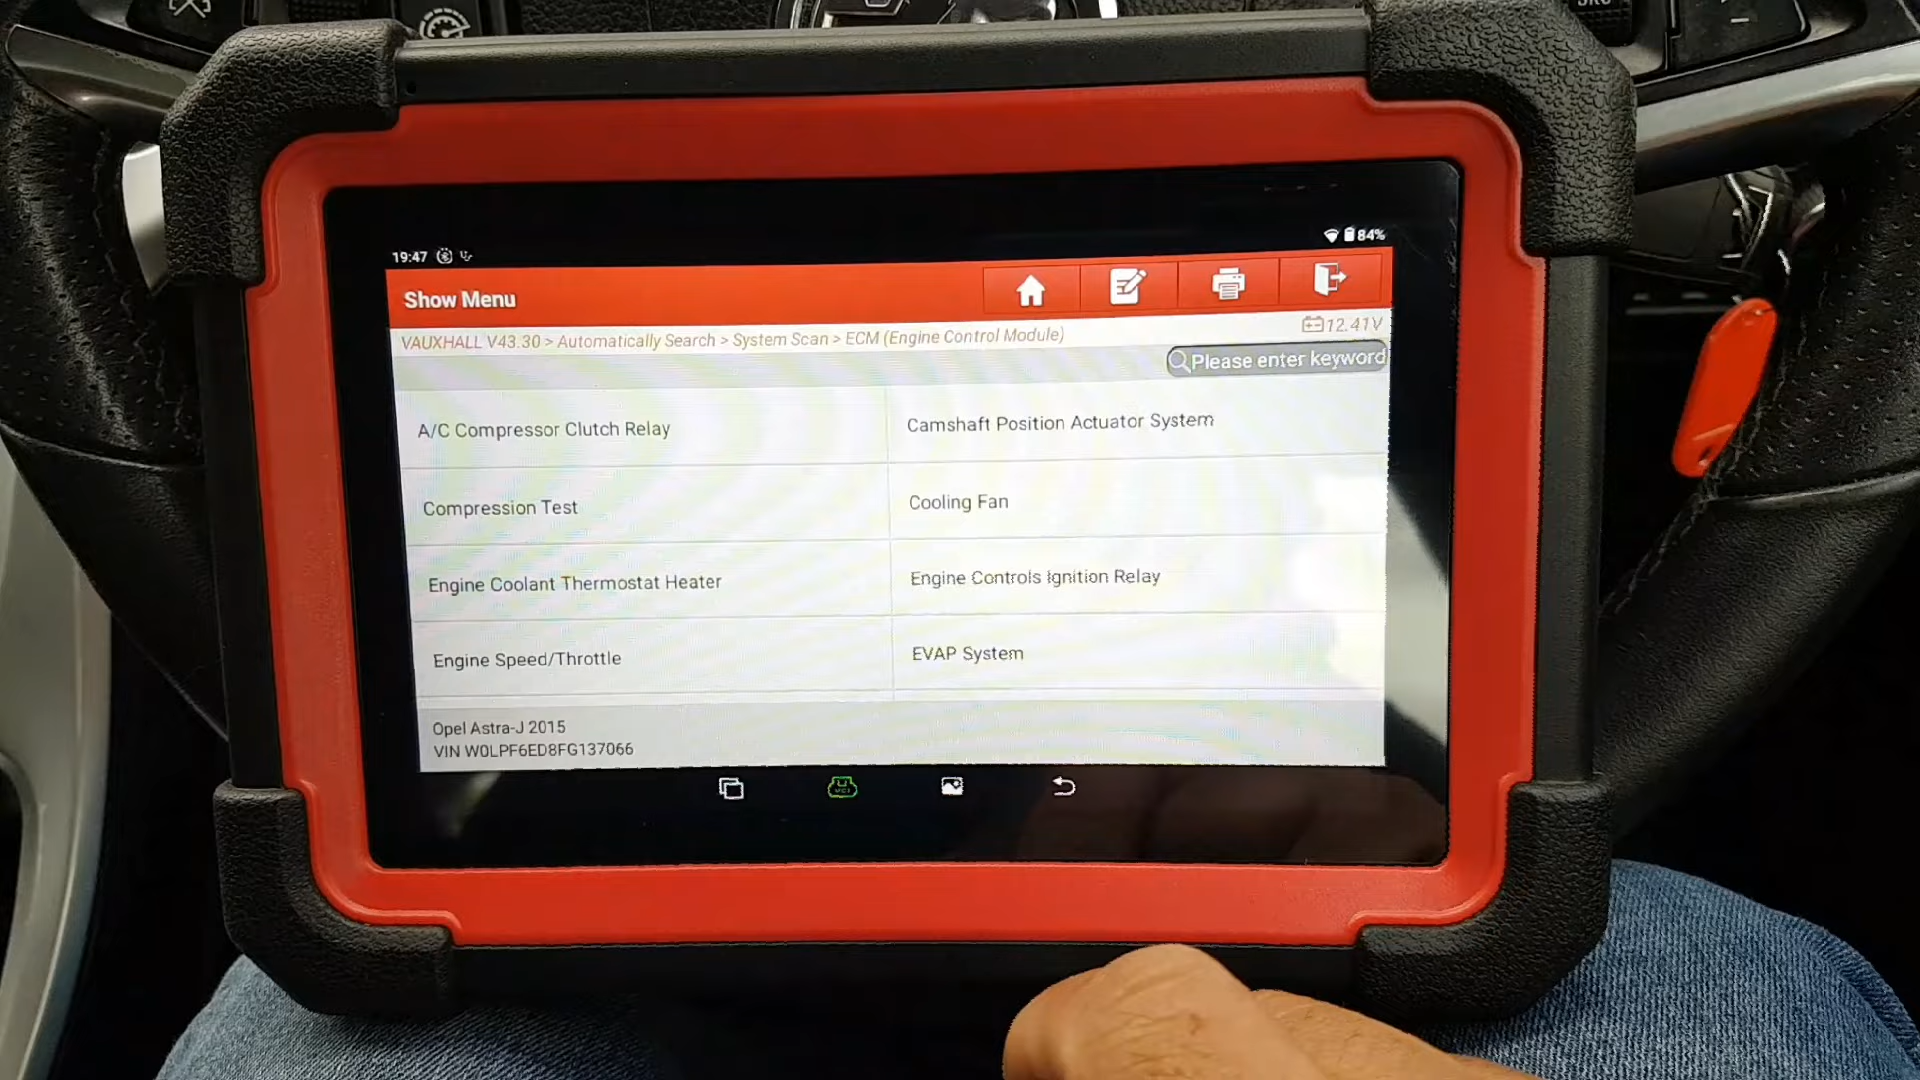 19:47
84%
Show Menu
VAUXHALL V43.30 > Automatically Search > System Scan > ECM (Engine Control Module)
12.41V
Please enter keyword
A/C Compressor Clutch Relay
Camshaft Position Actuator System
Compression Test
Cooling Fan
Engine Coolant Thermostat Heater
Engine Controls Ignition Relay
Engine Speed/Throttle
EVAP System
Opel Astra-J 2015
VIN W0LPF6ED8FG137066
VCI